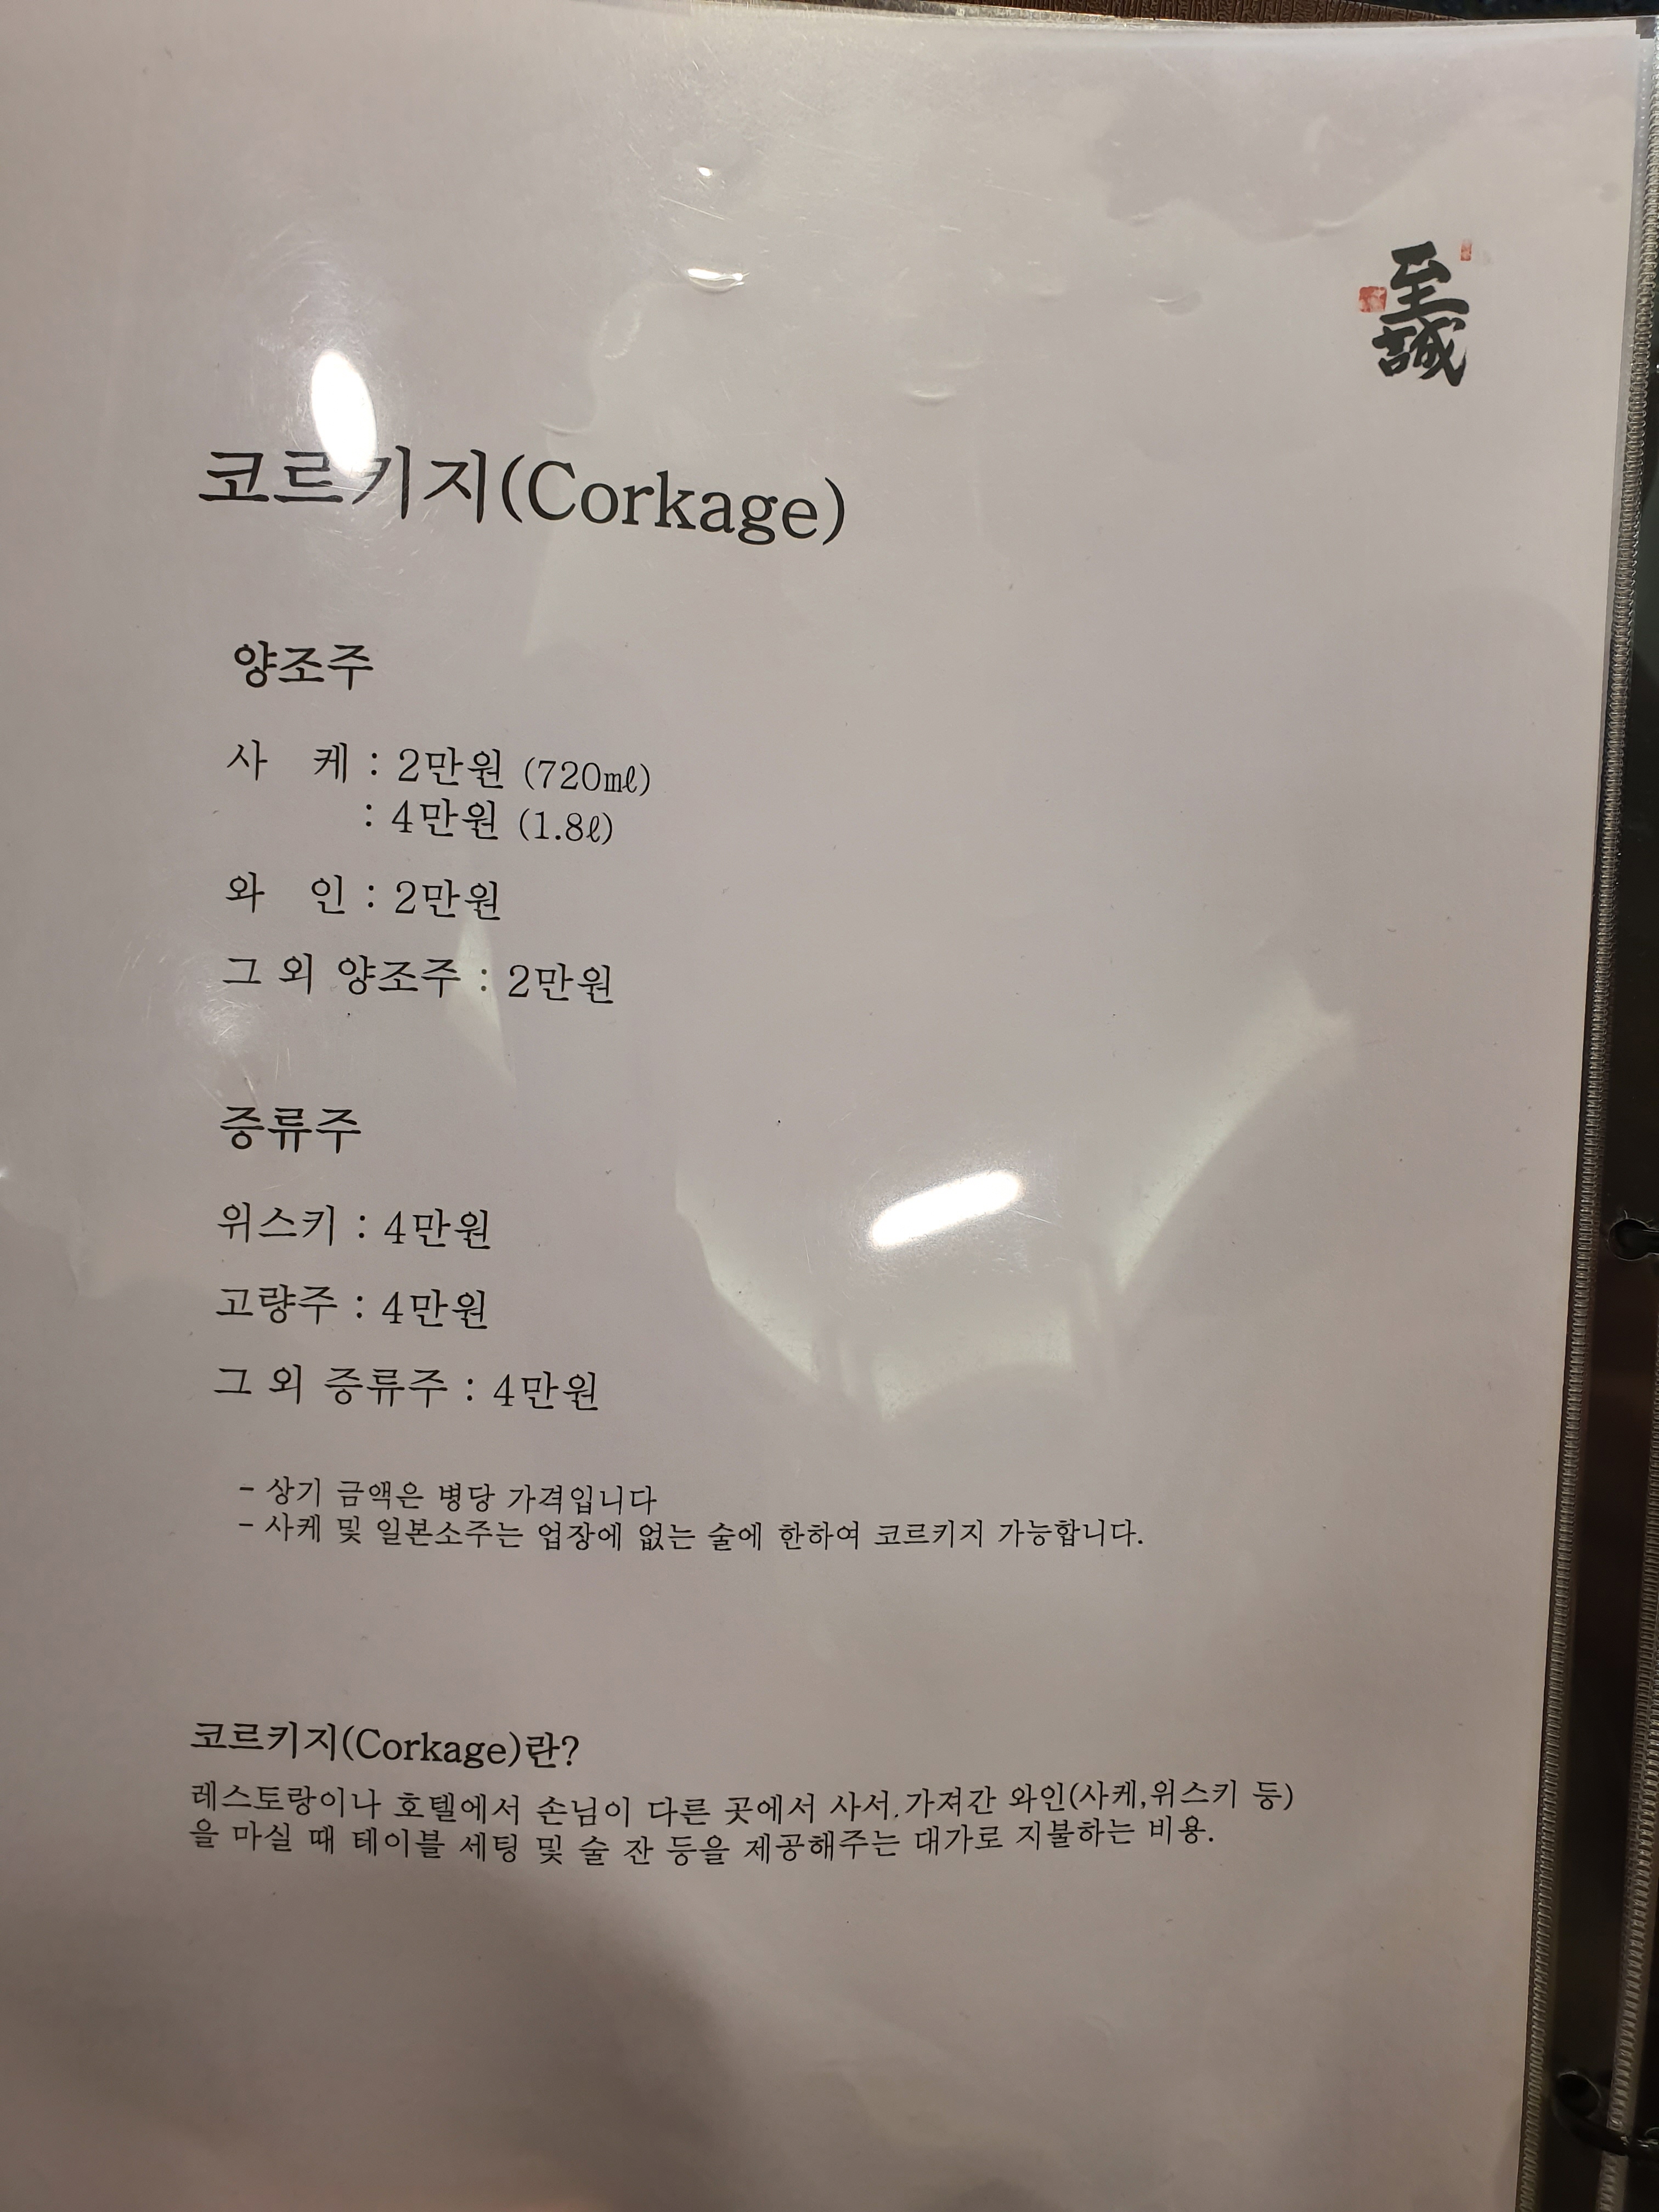 至誠
코르키지(Corkage)
양조주
사 케 : 2만원 (720㎖)
: 4만원 (1.8ℓ)
와 인 : 2만원
그 외 양조주 : 2만원
증류주
위스키 : 4만원
고량주 : 4만원
그 외 증류주 : 4만원
- 상기 금액은 병당 가격입니다
- 사케 및 일본소주는 업장에 없는 술에 한하여 코르키지 가능합니다.
코르키지(Corkage)란?
레스토랑이나 호텔에서 손님이 다른 곳에서 사서.가져간 와인(사케,위스키 등)
을 마실 때 테이블 세팅 및 술 잔 등을 제공해주는 대가로 지불하는 비용.